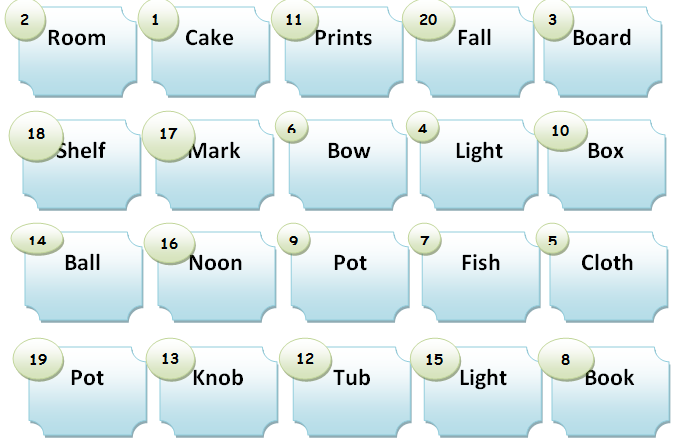 2 Room 1 Cake 11 Prints 20 Fall 3 Board
18 Shelf 17 Mark 6 Bow 4 Light 10 Box
14 Ball 16 Noon 9 Pot 7 Fish 5 Cloth
19 Pot 13 Knob 12 Tub 15 Light 8 Book